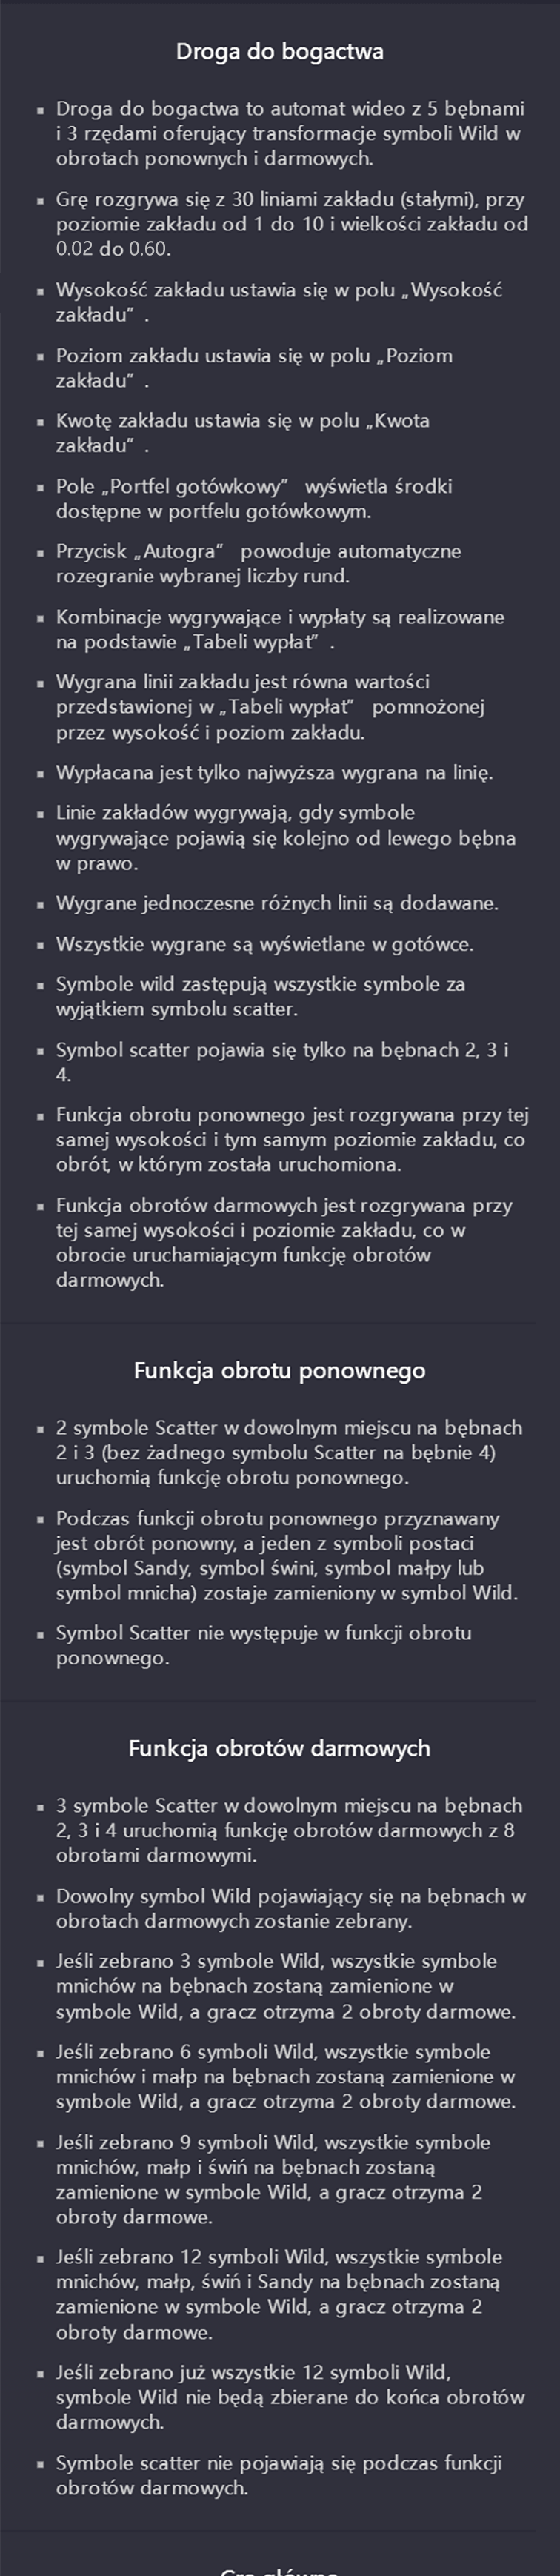 Droga do bogactwa
▪ Droga do bogactwa to automat wideo z 5 bębnami
i 3 rzędami oferujący transformacje symboli Wild w
obrotach ponownych i darmowych.
▪ Grę rozgrywa się z 30 liniami zakładu (stałymi), przy
poziomie zakładu od 1 do 10 i wielkości zakładu od
0.02 do 0.60.
▪ Wysokość zakładu ustawia się w polu „Wysokość
zakładu” .
▪ Poziom zakładu ustawia się w polu „Poziom
zakładu” .
▪ Kwotę zakładu ustawia się w polu „Kwota
zakładu” .
▪ Pole „Portfel gotówkowy” wyświetla środki
dostępne w portfelu gotówkowym.
▪ Przycisk „Autogra” powoduje automatyczne
rozegranie wybranej liczby rund.
▪ Kombinacje wygrywające i wypłaty są realizowane
na podstawie „Tabeli wypłat” .
▪ Wygrana linii zakładu jest równa wartości
przedstawionej w „Tabeli wypłat” pomnożonej
przez wysokość i poziom zakładu.
▪ Wypłacana jest tylko najwyższa wygrana na linię.
▪ Linie zakładów wygrywają, gdy symbole
wygrywające pojawią się kolejno od lewego bębna
w prawo.
▪ Wygrane jednoczesne różnych linii są dodawane.
▪ Wszystkie wygrane są wyświetlane w gotówce.
▪ Symbole wild zastępują wszystkie symbole za
wyjątkiem symbolu scatter.
▪ Symbol scatter pojawia się tylko na bębnach 2, 3 i
4.
▪ Funkcja obrotu ponownego jest rozgrywana przy tej
samej wysokości i tym samym poziomie zakładu, co
obrót, w którym została uruchomiona.
▪ Funkcja obrotów darmowych jest rozgrywana przy
tej samej wysokości i poziomie zakładu, co w
obrocie uruchamiającym funkcję obrotów
darmowych.
Funkcja obrotu ponownego
▪ 2 symbole Scatter w dowolnym miejscu na bębnach
2 i 3 (bez żadnego symbolu Scatter na bębnie 4)
uruchomią funkcję obrotu ponownego.
▪ Podczas funkcji obrotu ponownego przyznawany
jest obrót ponowny, a jeden z symboli postaci
(symbol Sandy, symbol świni, symbol małpy lub
symbol mnicha) zostaje zamieniony w symbol Wild.
▪ Symbol Scatter nie występuje w funkcji obrotu
ponownego.
Funkcja obrotów darmowych
▪ 3 symbole Scatter w dowolnym miejscu na bębnach
2, 3 i 4 uruchomią funkcję obrotów darmowych z 8
obrotami darmowymi.
▪ Dowolny symbol Wild pojawiający się na bębnach w
obrotach darmowych zostanie zebrany.
▪ Jeśli zebrano 3 symbole Wild, wszystkie symbole
mnichów na bębnach zostaną zamienione w
symbole Wild, a gracz otrzyma 2 obroty darmowe.
▪ Jeśli zebrano 6 symboli Wild, wszystkie symbole
mnichów i małp na bębnach zostaną zamienione w
symbole Wild, a gracz otrzyma 2 obroty darmowe.
▪ Jeśli zebrano 9 symboli Wild, wszystkie symbole
mnichów, małp i świń na bębnach zostaną
zamienione w symbole Wild, a gracz otrzyma 2
obroty darmowe.
▪ Jeśli zebrano 12 symboli Wild, wszystkie symbole
mnichów, małp, świń i Sandy na bębnach zostaną
zamienione w symbole Wild, a gracz otrzyma 2
obroty darmowe.
▪ Jeśli zebrano już wszystkie 12 symboli Wild,
symbole Wild nie będą zbierane do końca obrotów
darmowych.
▪ Symbole scatter nie pojawiają się podczas funkcji
obrotów darmowych.